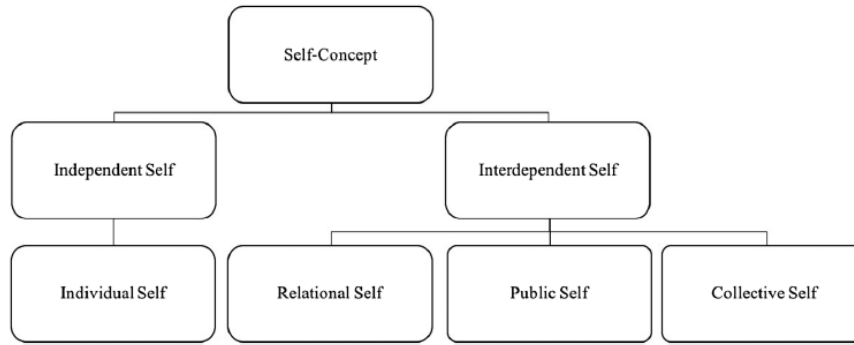 Self-Concept
Independent Self
Interdependent Self
Individual Self
Relational Self
Public Self
Collective Self